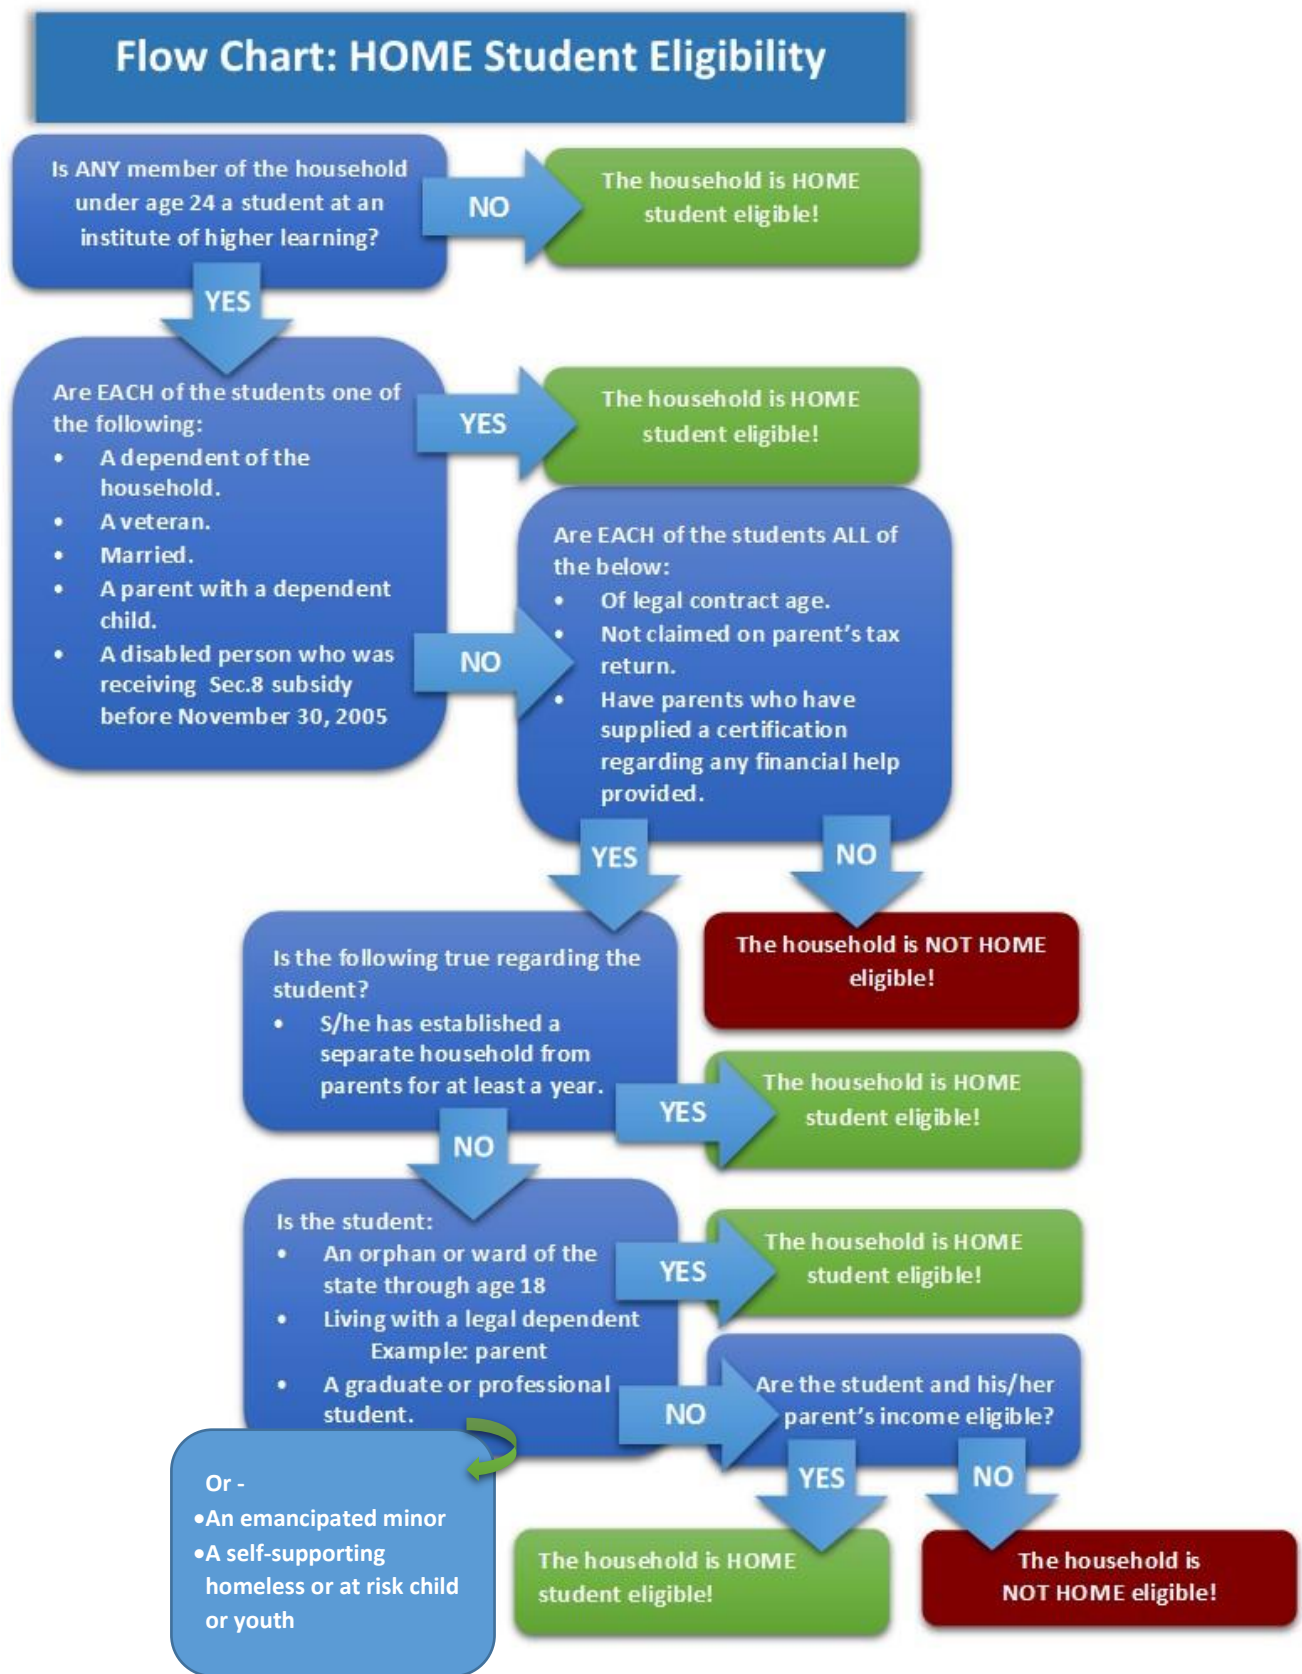 Flow Chart: HOME Student Eligibility
Is ANY member of the household
under age 24 a student at an
institute of higher learning?
NO
The household is HOME
student eligible!
YES
Are EACH of the students one of
the following:
• A dependent of the
household.
• A veteran.
• Married.
• A parent with a dependent
child.
• A disabled person who was
receiving Sec.8 subsidy
before November 30, 2005
YES
The household is HOME
student eligible!
NO
Are EACH of the students ALL of
the below:
• Of legal contract age.
• Not claimed on parent's tax
return.
• Have parents who have
supplied a certification
regarding any financial help
provided.
YES
NO
The household is NOT HOME
eligible!
Is the following true regarding the
student?
• S/he has established a
separate household from
parents for at least a year.
YES
The household is HOME
student eligible!
NO
Is the student:
• An orphan or ward of the
state through age 18
• Living with a legal dependent
Example: parent
• A graduate or professional
student.
Or -
•An emancipated minor
•A self-supporting
homeless or at risk child
or youth
YES
The household is HOME
student eligible!
NO
Are the student and his/her
parent's income eligible?
YES
NO
The household is HOME
student eligible!
The household is
NOT HOME eligible!